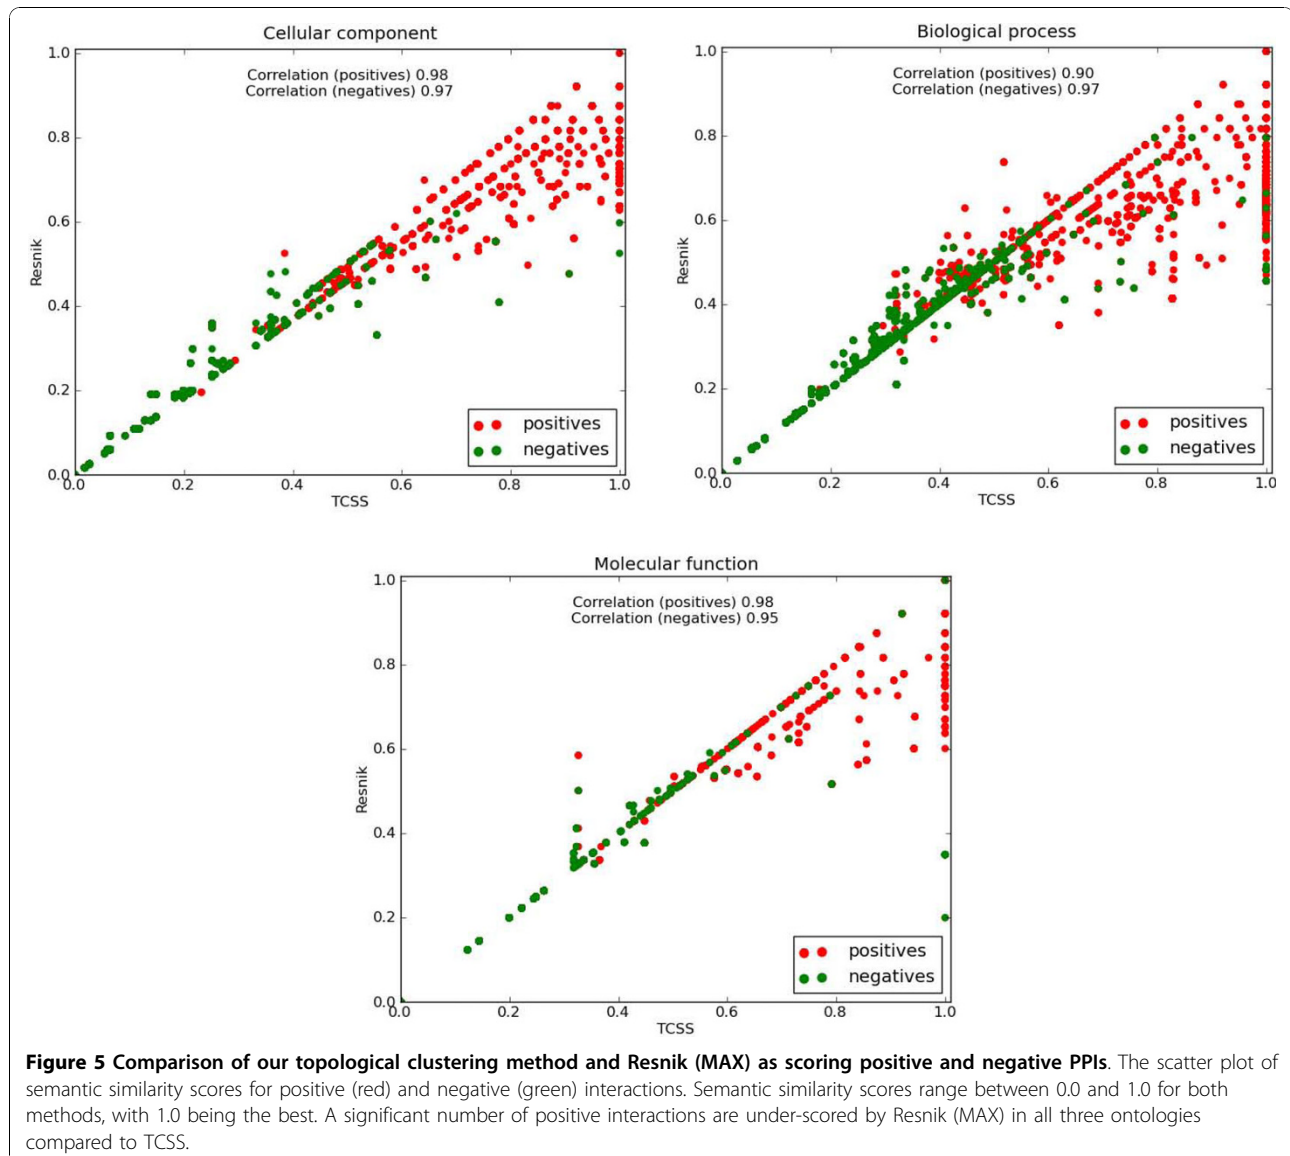 Cellular component
Correlation (positives) 0.98
Correlation (negatives) 0.97
1.0
0.8
0.6
0.4
0.2
0.0
Resnik
positives
negatives
0.0 0.2 0.4 0.6 0.8 1.0
TCSS
Biological process
Correlation (positives) 0.90
Correlation (negatives) 0.97
1.0
0.8
0.6
0.4
0.2
0.0
Resnik
positives
negatives
0.0 0.2 0.4 0.6 0.8 1.0
TCSS
Molecular function
Correlation (positives) 0.98
Correlation (negatives) 0.95
1.0
0.8
0.6
0.4
0.2
0.0
Resnik
positives
negatives
0.0 0.2 0.4 0.6 0.8 1.0
TCSS
Figure 5 Comparison of our topological clustering method and Resnik (MAX) as scoring positive and negative PPIs. The scatter plot of
semantic similarity scores for positive (red) and negative (green) interactions. Semantic similarity scores range between 0.0 and 1.0 for both
methods, with 1.0 being the best. A significant number of positive interactions are under-scored by Resnik (MAX) in all three ontologies
compared to TCSS.